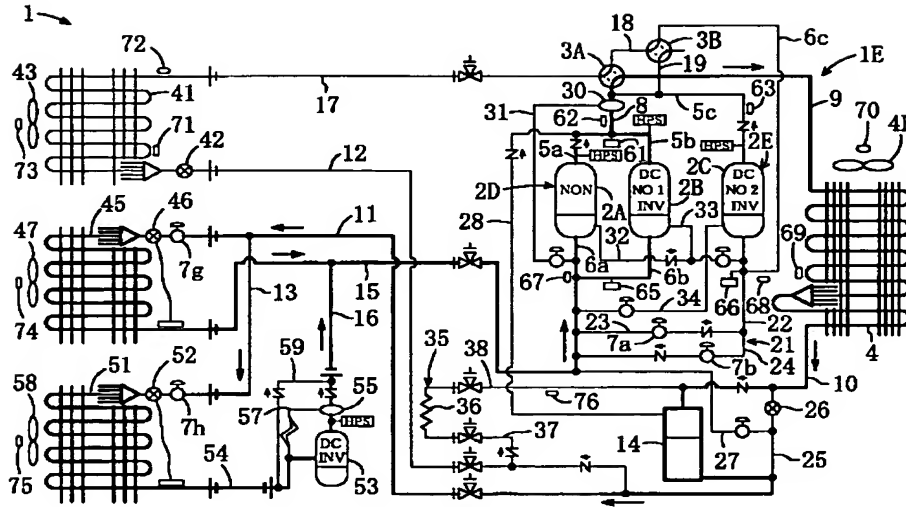 1
72
43
41
73
71
42
17
12
18
3A
3B
6c
19
1E
30
31
62
8
5c
63
9
70
4F
HPS
61
5a
HPS
5b
HPS
2E
2D
NON
2A
DC
NO 1
INV
2B
2C
DC
NO 2
INV
28
32
33
6a
6b
67
65
34
66
68
69
22
23
7a
21
24
7b
4
10
45
46
47
7g
74
11
13
15
16
51
52
58
7h
75
59
57
55
HPS
DC
INV
53
54
35
36
38
76
37
14
26
27
25